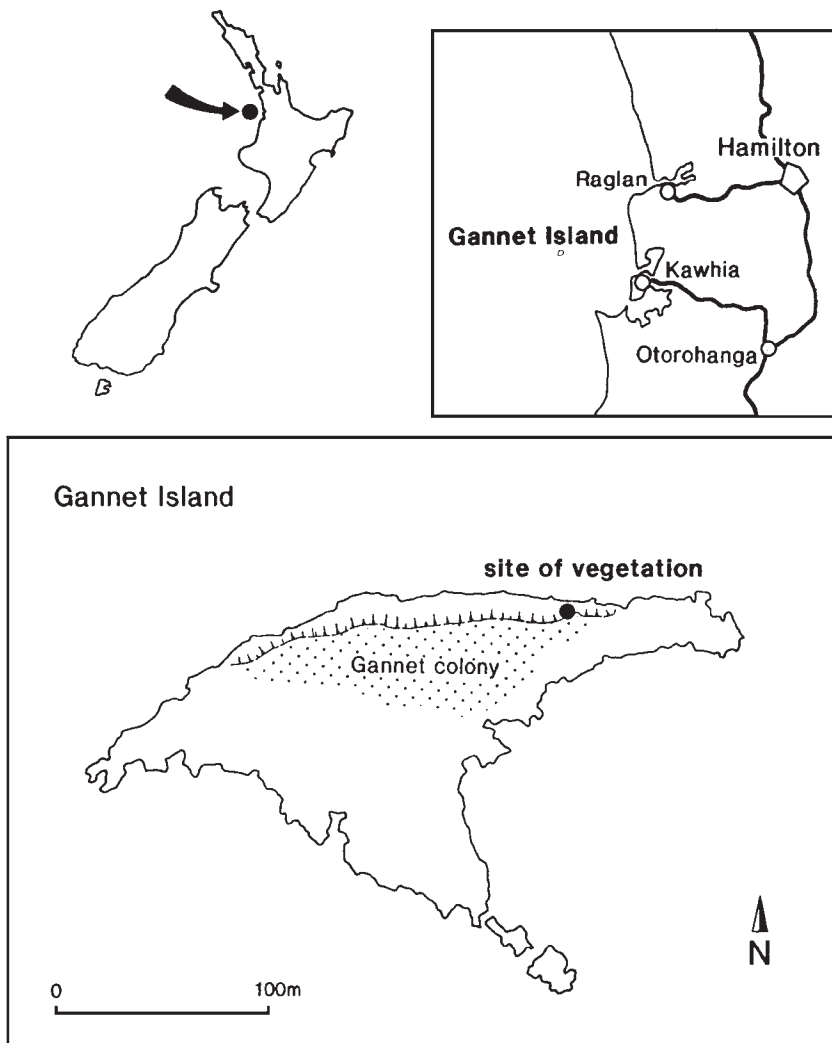 Hamilton
Raglan
Gannet Island
Kawhia
Otorohanga
Gannet Island
site of vegetation
Gannet colony
N
0 100m